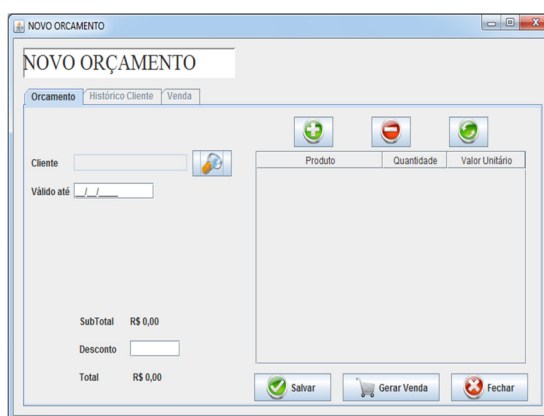 NOVO ORCAMENTO
NOVO ORÇAMENTO
Orcamento Histórico Cliente Venda
Cliente
Válido até __/__/____
Produto Quantidade Valor Unitário
SubTotal R$ 0,00
Desconto
Total R$ 0,00
Salvar Gerar Venda Fechar